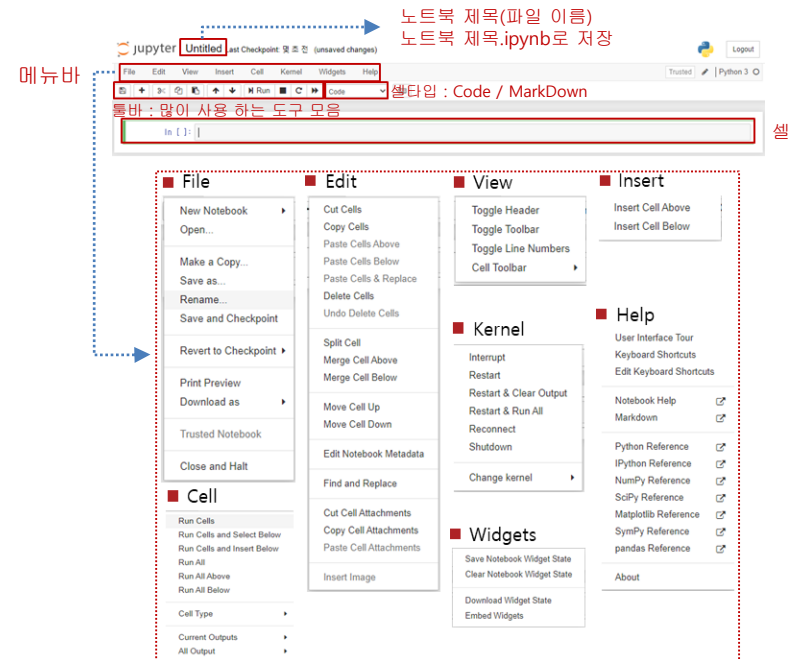 노트북 제목(파일 이름)
노트북 제목.ipynb로 저장
jupyter Untitled Last Checkpoint: 몇 초 전 (unsaved changes)
Logout
메뉴바
File Edit View Insert Cell Kernel Widgets Help
Trusted Python 3
Run Code
셀타입 : Code / MarkDown
툴바 : 많이 사용 하는 도구 모음
In [ ]:
셀
File
New Notebook
Open...
Make a Copy...
Save as...
Rename...
Save and Checkpoint
Revert to Checkpoint
Print Preview
Download as
Trusted Notebook
Close and Halt
Cell
Run Cells
Run Cells and Select Below
Run Cells and Insert Below
Run All
Run All Above
Run All Below
Cell Type
Current Outputs
All Output
Edit
Cut Cells
Copy Cells
Paste Cells Above
Paste Cells Below
Paste Cells & Replace
Delete Cells
Undo Delete Cells
Split Cell
Merge Cell Above
Merge Cell Below
Move Cell Up
Move Cell Down
Edit Notebook Metadata
Find and Replace
Cut Cell Attachments
Copy Cell Attachments
Paste Cell Attachments
Insert Image
View
Toggle Header
Toggle Toolbar
Toggle Line Numbers
Cell Toolbar
Kernel
Interrupt
Restart
Restart & Clear Output
Restart & Run All
Reconnect
Shutdown
Change kernel
Widgets
Save Notebook Widget State
Clear Notebook Widget State
Download Widget State
Embed Widgets
Insert
Insert Cell Above
Insert Cell Below
Help
User Interface Tour
Keyboard Shortcuts
Edit Keyboard Shortcuts
Notebook Help
Markdown
Python Reference
IPython Reference
NumPy Reference
SciPy Reference
Matplotlib Reference
SymPy Reference
pandas Reference
About